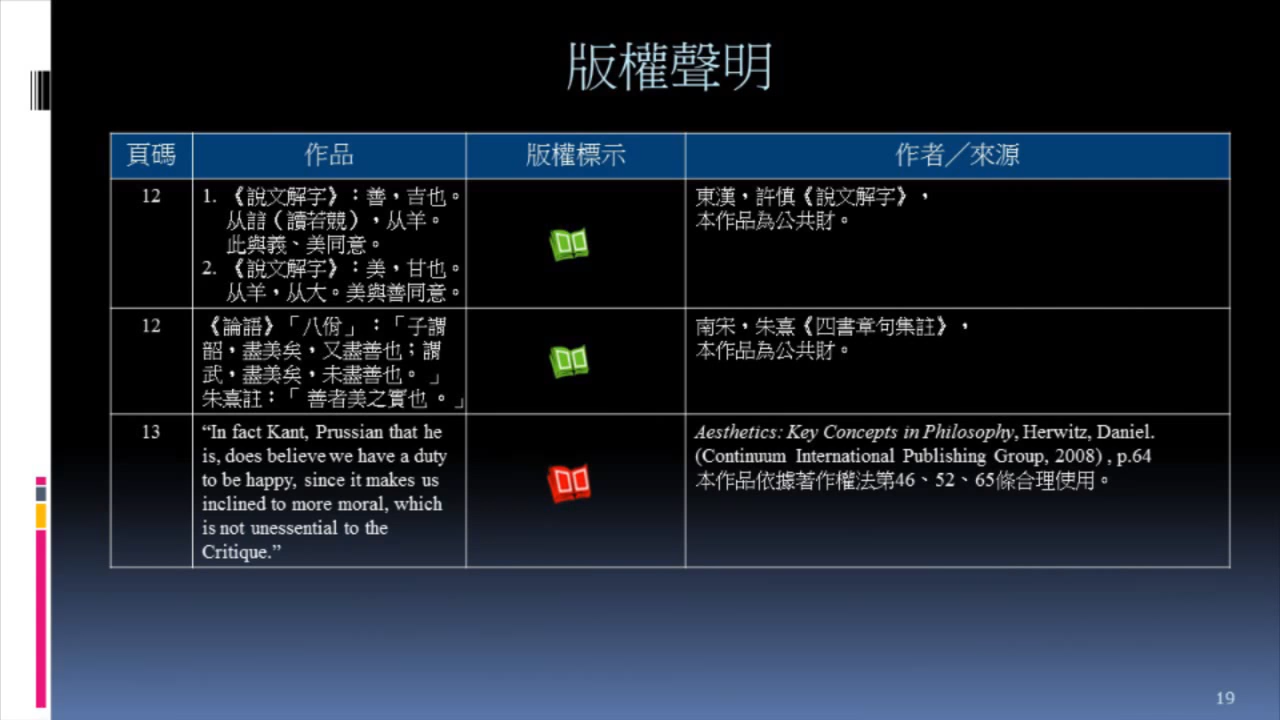 版權聲明
頁碼 作品 版權標示 作者／來源
12
1. 《說文解字》：善，吉也。
从誩（讀若競），从羊。
此與義、美同意。
2. 《說文解字》：美，甘也。
从羊，从大。美與善同意。
東漢，許慎《說文解字》，
本作品為公共財。
12
《論語》「八佾」：「子謂
韶，盡美矣，又盡善也；謂
武，盡美矣，未盡善也。」
朱熹註：「 善者美之實也 。」
南宋，朱熹《四書章句集註》，
本作品為公共財。
13
“In fact Kant, Prussian that he
is, does believe we have a duty
to be happy, since it makes us
inclined to more moral, which
is not unessential to the
Critique.”
Aesthetics: Key Concepts in Philosophy, Herwitz, Daniel.
(Continuum International Publishing Group, 2008) , p.64
本作品依據著作權法第46、52、65條合理使用。
19